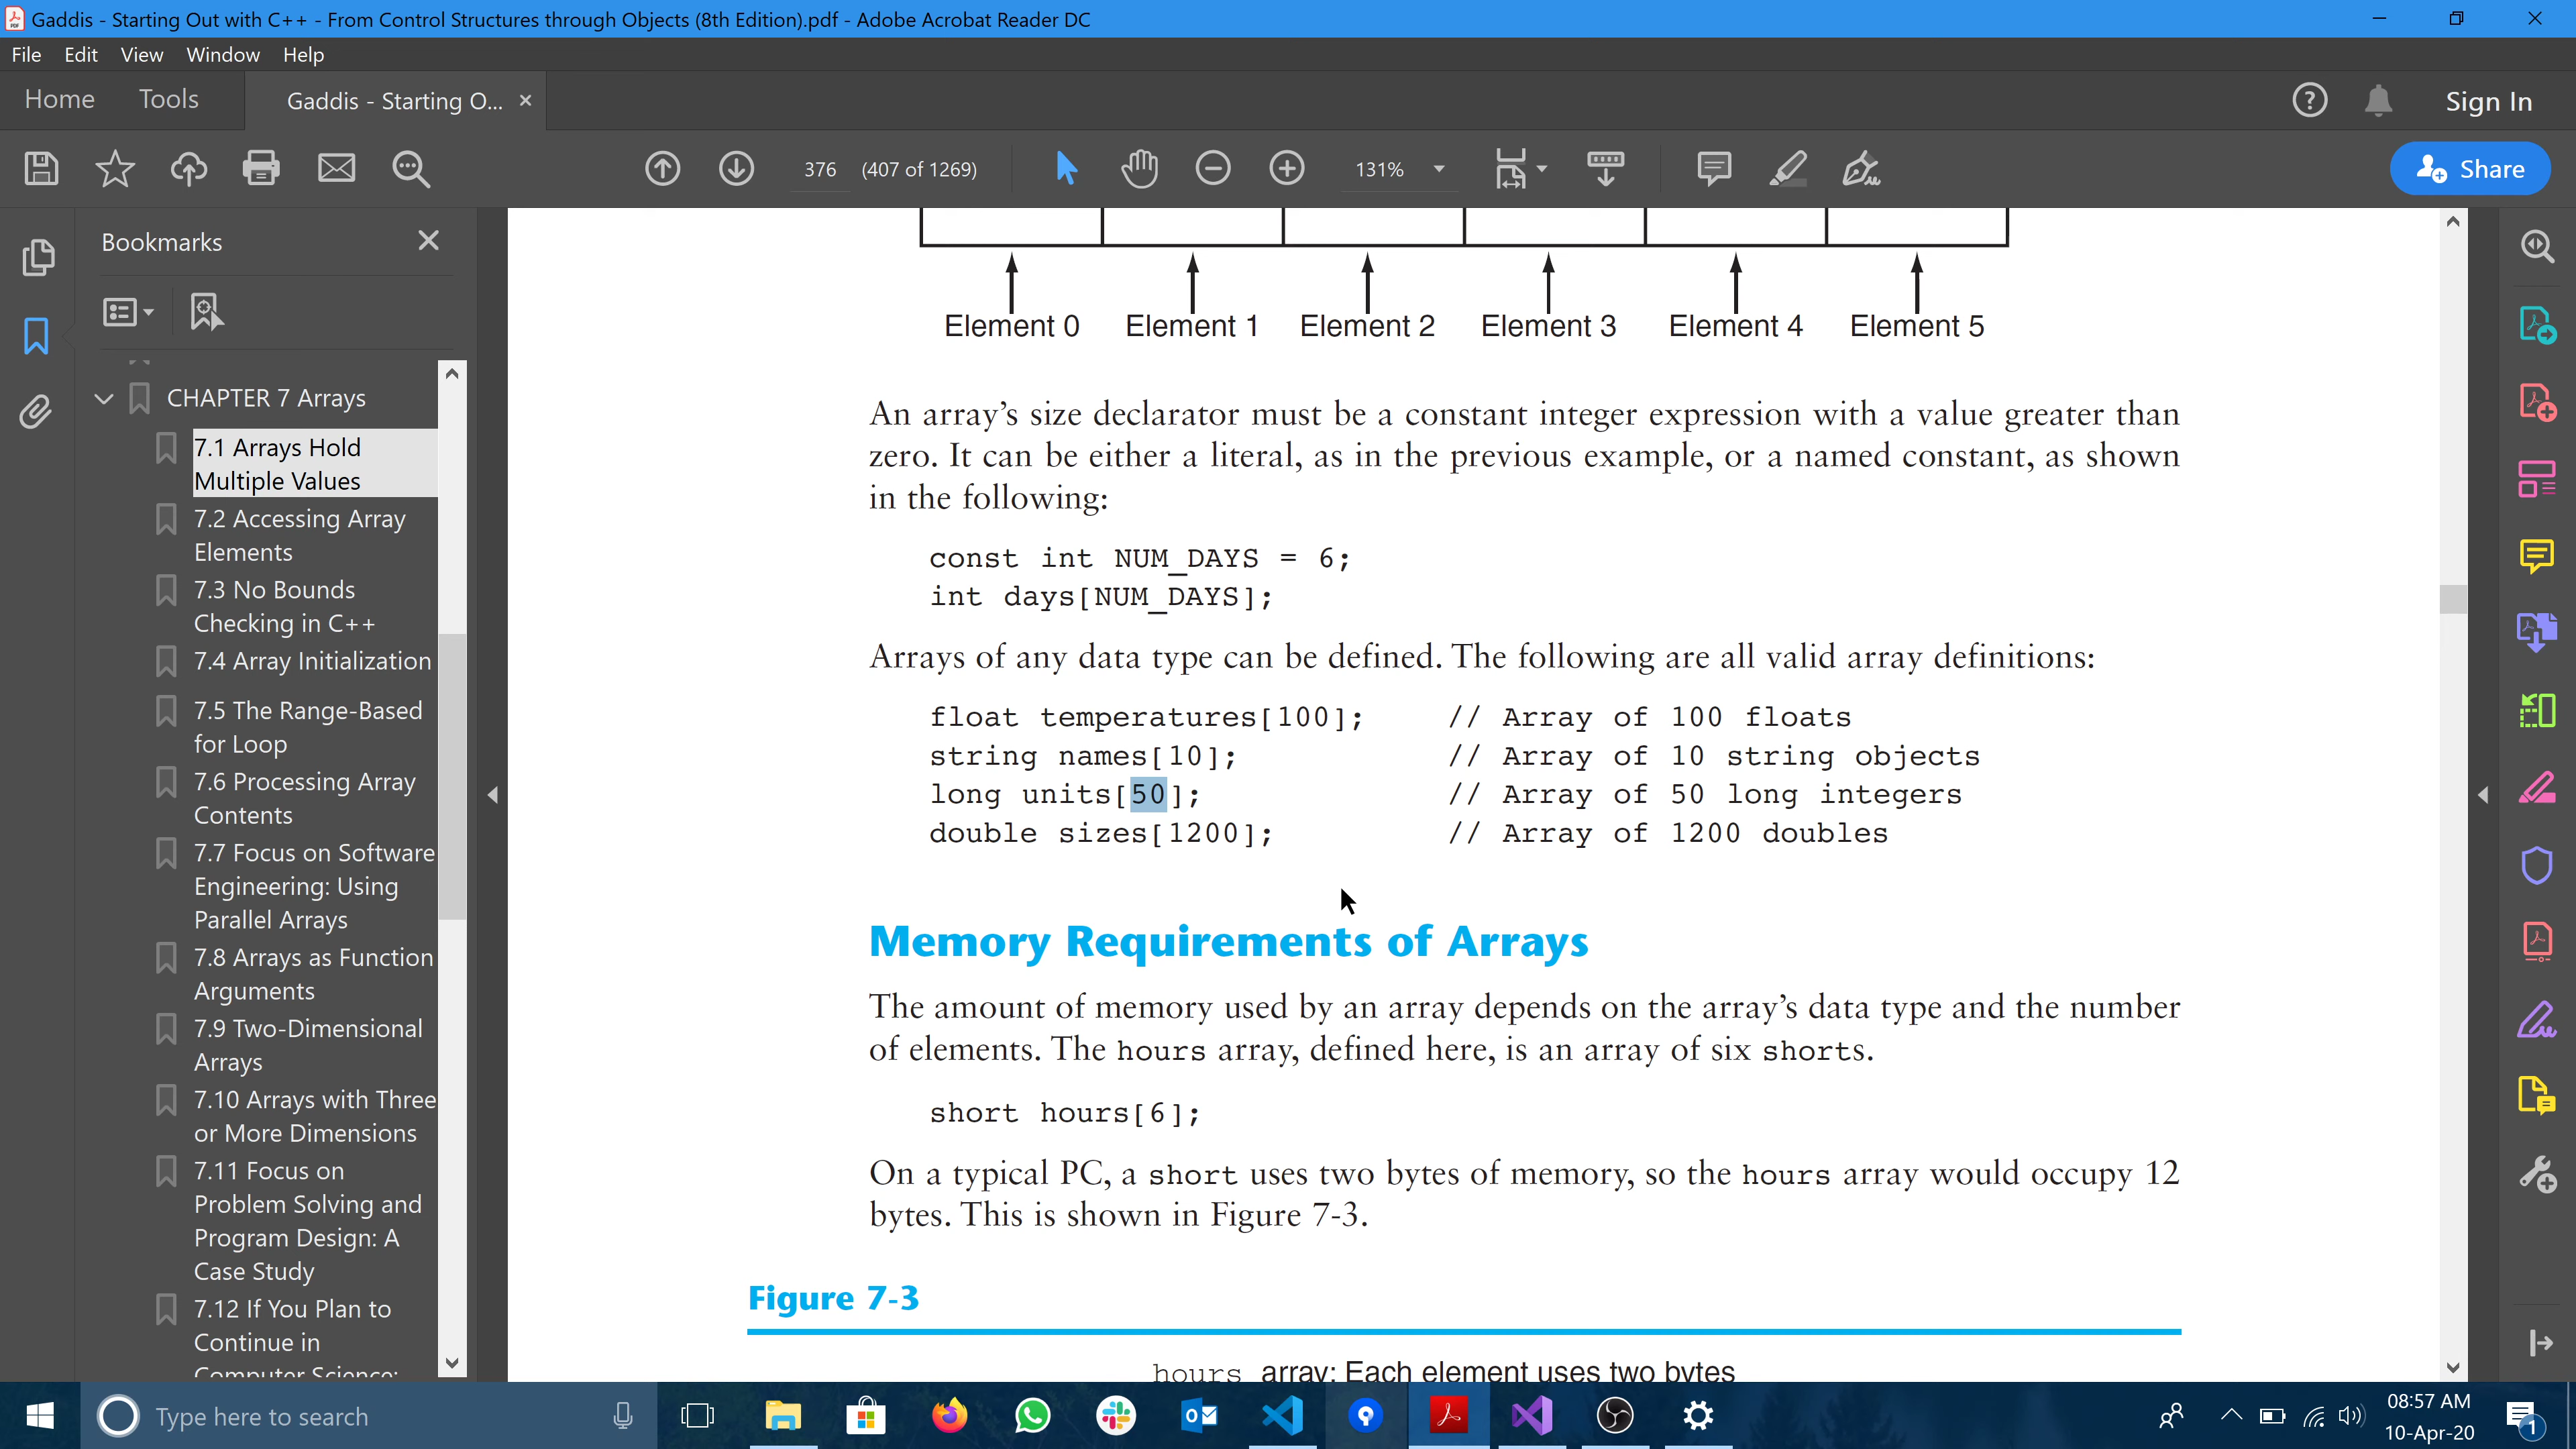 Gaddis - Starting Out with C++ - From Control Structures through Objects (8th Edition).pdf - Adobe Acrobat Reader DC
File Edit View Window Help
Home Tools Gaddis - Starting O... Sign In
376 (407 of 1269) 131% Share
Bookmarks
CHAPTER 7 Arrays
7.1 Arrays Hold
Multiple Values
7.2 Accessing Array
Elements
7.3 No Bounds
Checking in C++
7.4 Array Initialization
7.5 The Range-Based
for Loop
7.6 Processing Array
Contents
7.7 Focus on Software
Engineering: Using
Parallel Arrays
7.8 Arrays as Function
Arguments
7.9 Two-Dimensional
Arrays
7.10 Arrays with Three
or More Dimensions
7.11 Focus on
Problem Solving and
Program Design: A
Case Study
7.12 If You Plan to
Continue in
Computer Science:
Element 0 Element 1 Element 2 Element 3 Element 4 Element 5
An array’s size declarator must be a constant integer expression with a value greater than
zero. It can be either a literal, as in the previous example, or a named constant, as shown
in the following:
const int NUM_DAYS = 6;
int days[NUM_DAYS];
Arrays of any data type can be defined. The following are all valid array definitions:
float temperatures[100]; // Array of 100 floats
string names[10]; // Array of 10 string objects
long units[50]; // Array of 50 long integers
double sizes[1200]; // Array of 1200 doubles
Memory Requirements of Arrays
The amount of memory used by an array depends on the array’s data type and the number
of elements. The hours array, defined here, is an array of six shorts.
short hours[6];
On a typical PC, a short uses two bytes of memory, so the hours array would occupy 12
bytes. This is shown in Figure 7-3.
Figure 7-3
hours array: Each element uses two bytes
Type here to search
08:57 AM
10-Apr-20
1